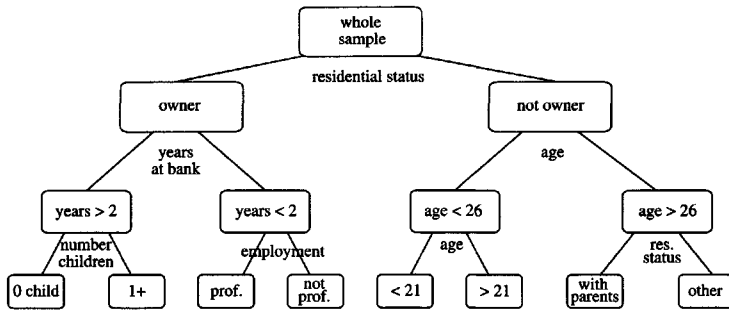 whole
sample
residential status
owner
not owner
years
at bank
age
years > 2
years < 2
age < 26
age > 26
number
children
employment
age
res.
status
0 child
1+
prof.
not
prof.
< 21
> 21
with
parents
other